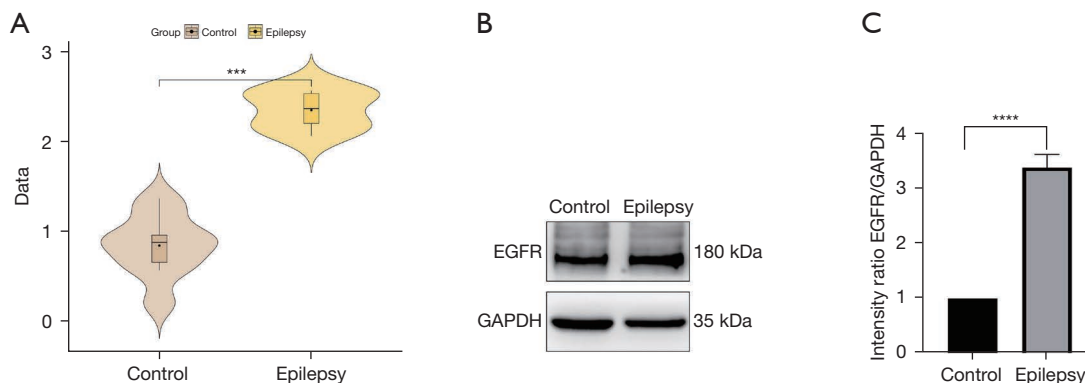 A
Group Control Epilepsy
***
3
2
1
0
Data
Control Epilepsy
B
Control Epilepsy
EGFR 180 kDa
GAPDH 35 kDa
C
****
4
3
2
1
0
Intensity ratio EGFR/GAPDH
Control Epilepsy